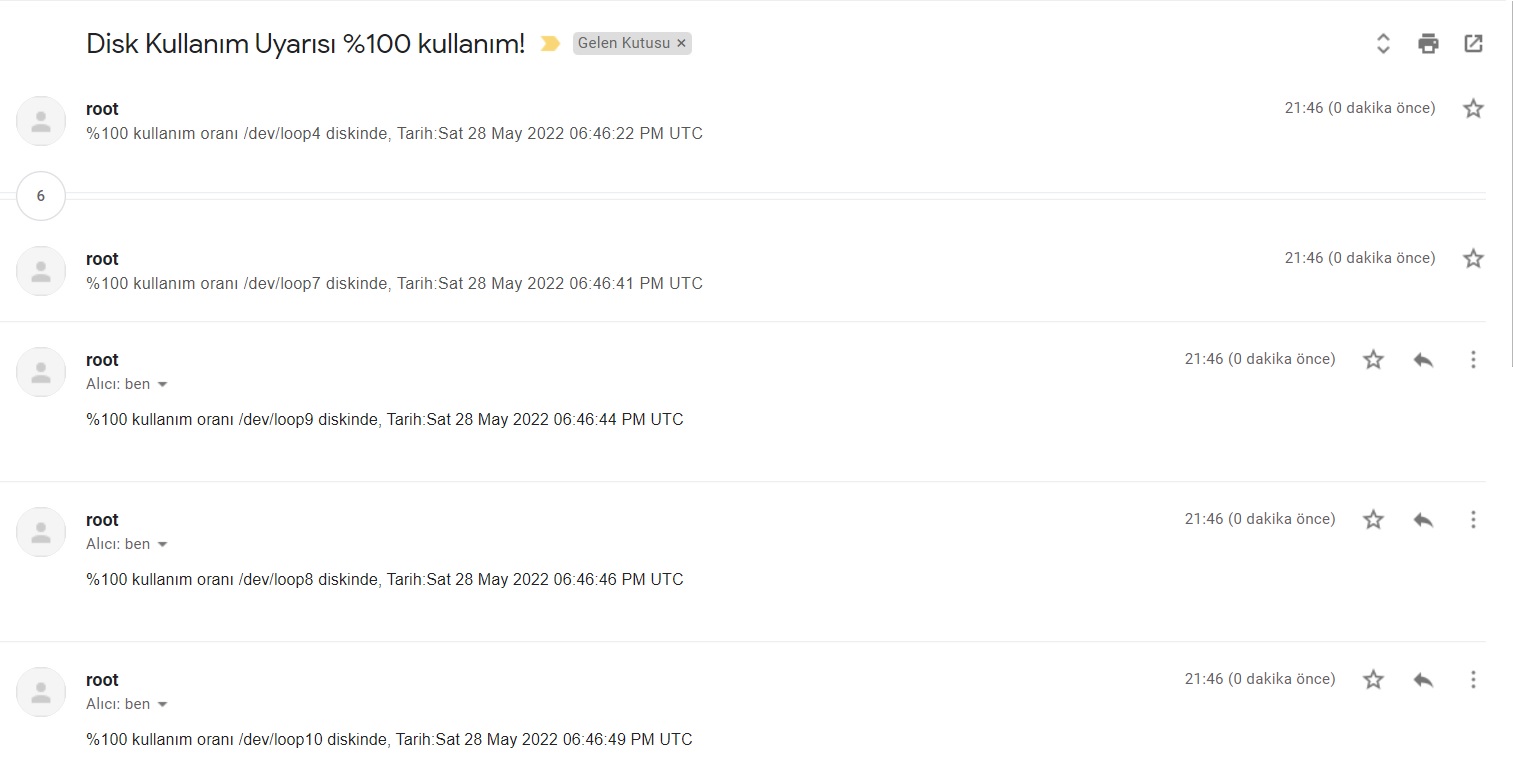 Disk Kullanım Uyarısı %100 kullanım! Gelen Kutusu ×
root 21:46 (0 dakika önce)
%100 kullanım oranı /dev/loop4 diskinde, Tarih:Sat 28 May 2022 06:46:22 PM UTC
6
root 21:46 (0 dakika önce)
%100 kullanım oranı /dev/loop7 diskinde, Tarih:Sat 28 May 2022 06:46:41 PM UTC
root 21:46 (0 dakika önce)
Alıcı: ben
%100 kullanım oranı /dev/loop9 diskinde, Tarih:Sat 28 May 2022 06:46:44 PM UTC
root 21:46 (0 dakika önce)
Alıcı: ben
%100 kullanım oranı /dev/loop8 diskinde, Tarih:Sat 28 May 2022 06:46:46 PM UTC
root 21:46 (0 dakika önce)
Alıcı: ben
%100 kullanım oranı /dev/loop10 diskinde, Tarih:Sat 28 May 2022 06:46:49 PM UTC